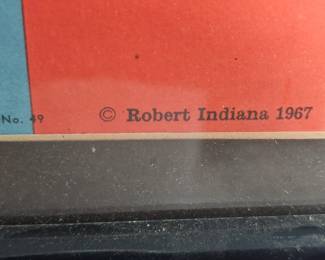 No. 49 © Robert Indiana 1967